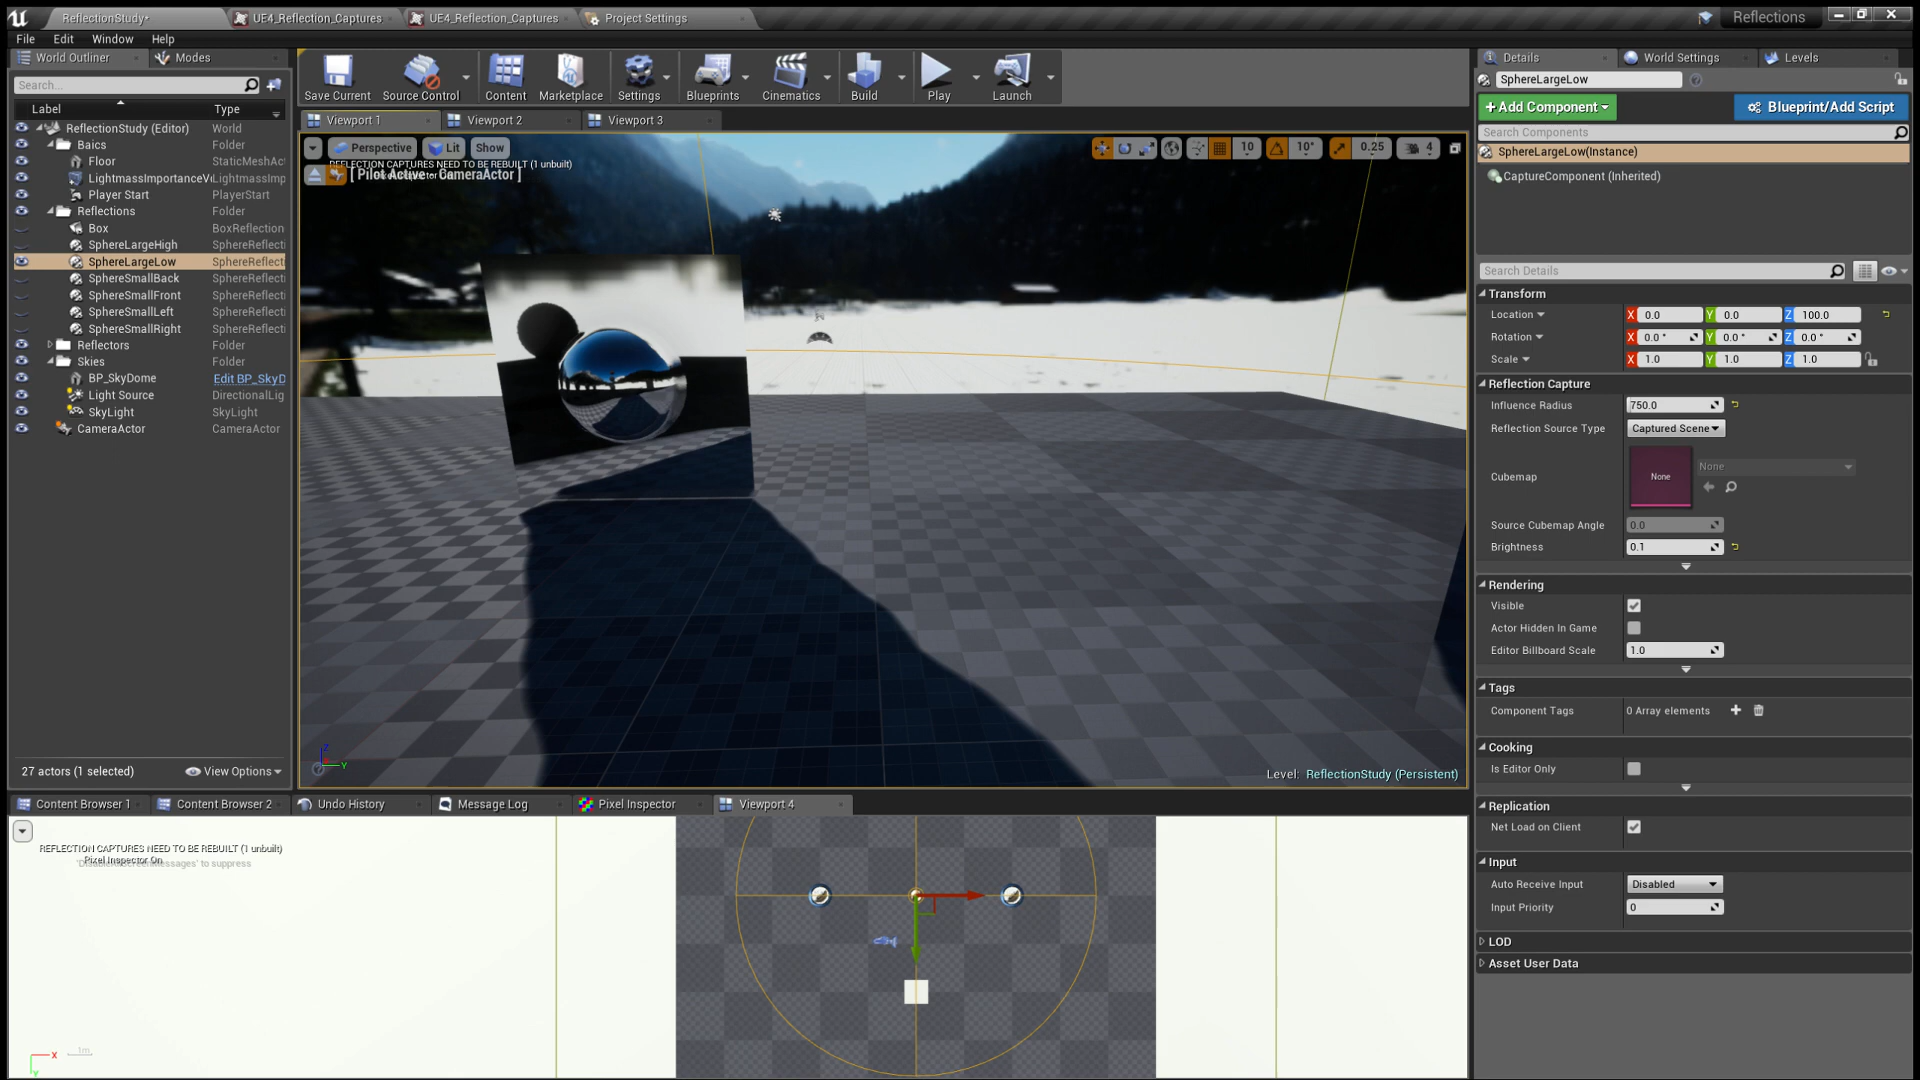 ReflectionStudy*
UE4_Reflection_Captures
UE4_Reflection_Captures
Project Settings
Reflections
File Edit Window Help
World Outliner
Modes
Search...
Label Type
ReflectionStudy (Editor) World
Baics Folder
Floor StaticMeshAct
LightmassImportanceVo LightmassImp
Player Start PlayerStart
Reflections Folder
Box BoxReflection
SphereLargeHigh SphereReflecti
SphereLargeLow SphereReflecti
SphereSmallBack SphereReflecti
SphereSmallFront SphereReflecti
SphereSmallLeft SphereReflecti
SphereSmallRight SphereReflecti
Reflectors Folder
Skies Folder
BP_SkyDome Edit BP_SkyD
Light Source DirectionalLig
SkyLight SkyLight
CameraActor CameraActor
27 actors (1 selected)
View Options
Save Current
Source Control
Content
Marketplace
Settings
Blueprints
Cinematics
Build
Play
Launch
Viewport 1
Viewport 2
Viewport 3
Perspective
Lit
Show
10
10°
0.25
4
REFLECTION CAPTURES NEED TO BE REBUILT (1 unbuilt)
[ Pilot Active - CameraActor ]
Level: ReflectionStudy (Persistent)
Z
Y
Content Browser 1
Content Browser 2
Undo History
Message Log
Pixel Inspector
Viewport 4
REFLECTION CAPTURES NEED TO BE REBUILT (1 unbuilt)
Pixel Inspector On
'DisableAllScreenMessages' to suppress
X
1m
Y
Details
World Settings
Levels
SphereLargeLow
+Add Component
Blueprint/Add Script
Search Components
SphereLargeLow(Instance)
CaptureComponent (Inherited)
Search Details
Transform
Location X 0.0 Y 0.0 Z 100.0
Rotation X 0.0 ° Y 0.0 ° Z 0.0 °
Scale X 1.0 Y 1.0 Z 1.0
Reflection Capture
Influence Radius 750.0
Reflection Source Type Captured Scene
Cubemap None None
Source Cubemap Angle 0.0
Brightness 0.1
Rendering
Visible
Actor Hidden In Game
Editor Billboard Scale 1.0
Tags
Component Tags 0 Array elements
Cooking
Is Editor Only
Replication
Net Load on Client
Input
Auto Receive Input Disabled
Input Priority 0
LOD
Asset User Data